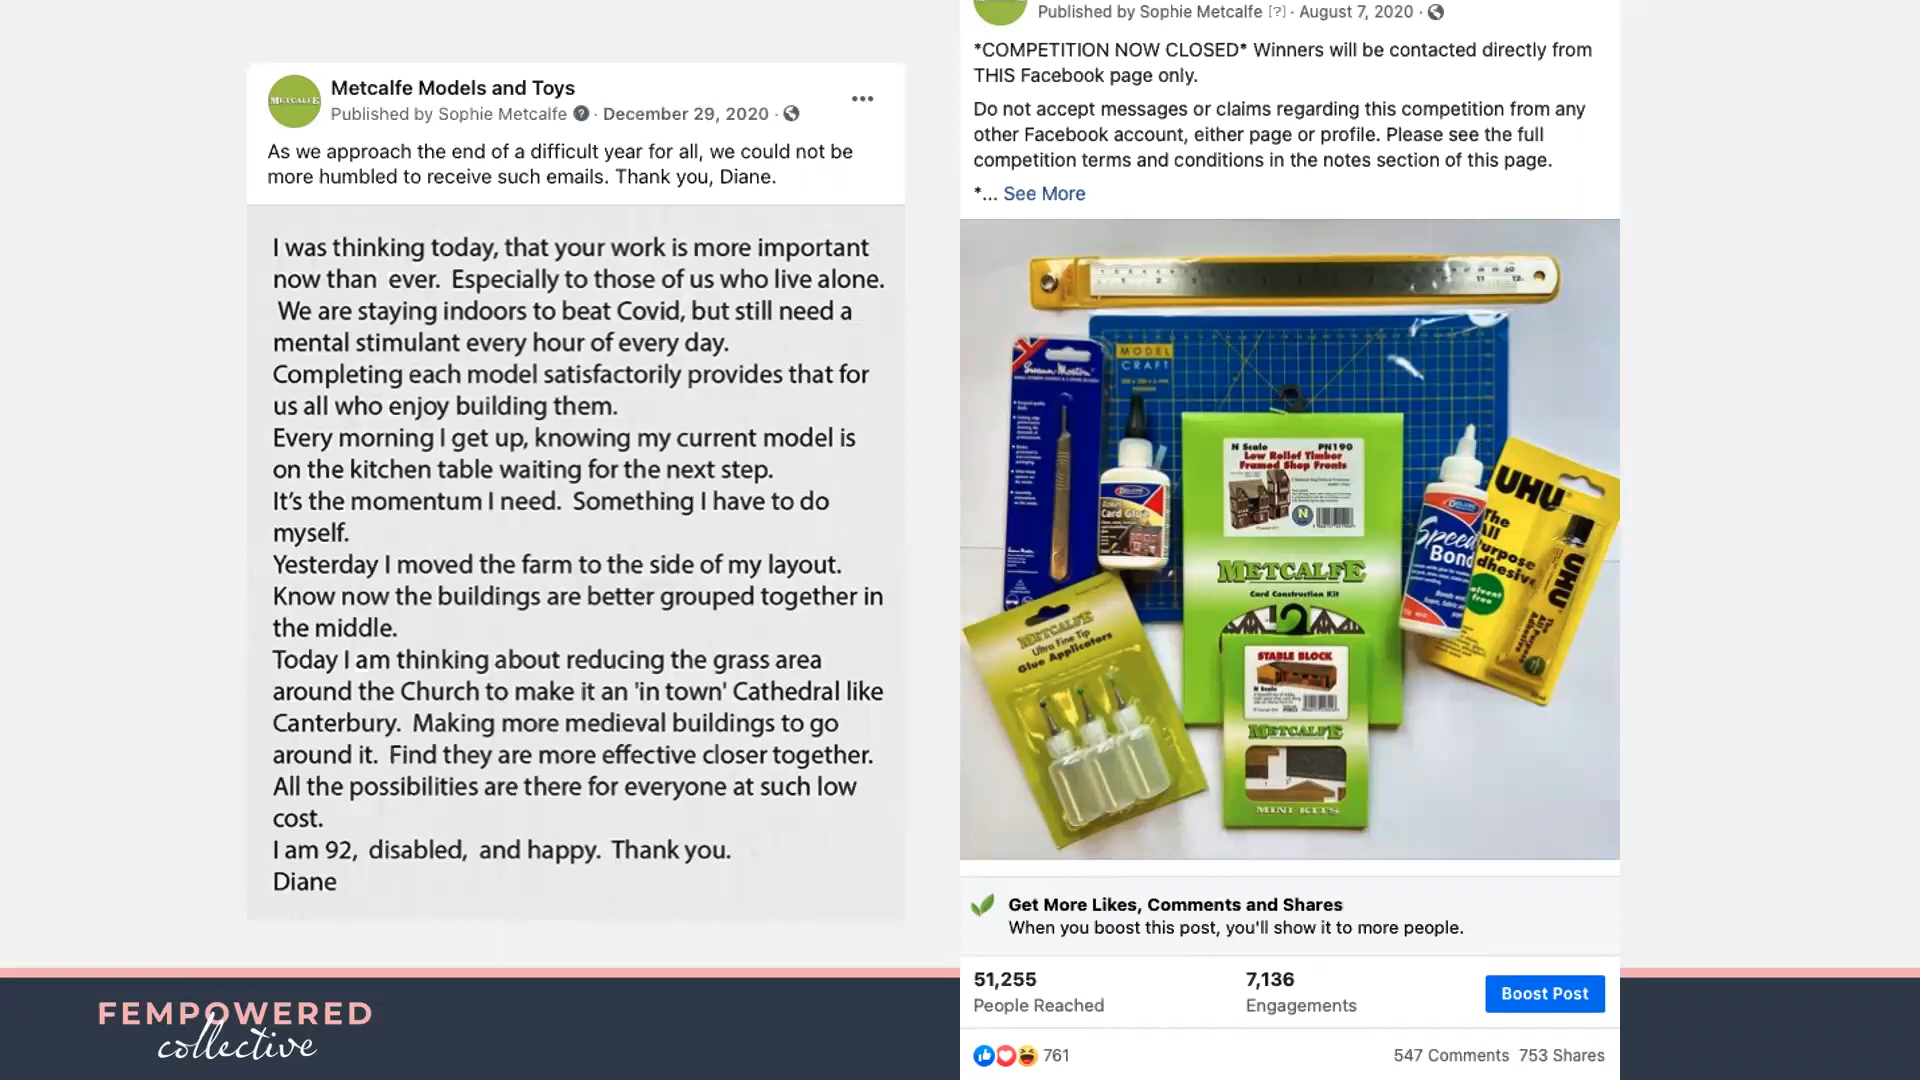 METCALFE
Metcalfe Models and Toys
Published by Sophie Metcalfe · December 29, 2020 ·
As we approach the end of a difficult year for all, we could not be
more humbled to receive such emails. Thank you, Diane.
I was thinking today, that your work is more important
now than ever. Especially to those of us who live alone.
We are staying indoors to beat Covid, but still need a
mental stimulant every hour of every day.
Completing each model satisfactorily provides that for
us all who enjoy building them.
Every morning I get up, knowing my current model is
on the kitchen table waiting for the next step.
It's the momentum I need. Something I have to do
myself.
Yesterday I moved the farm to the side of my layout.
Know now the buildings are better grouped together in
the middle.
Today I am thinking about reducing the grass area
around the Church to make it an 'in town' Cathedral like
Canterbury. Making more medieval buildings to go
around it. Find they are more effective closer together.
All the possibilities are there for everyone at such low
cost.
I am 92, disabled, and happy. Thank you.
Diane
Published by Sophie Metcalfe [?] · August 7, 2020 ·
*COMPETITION NOW CLOSED* Winners will be contacted directly from
THIS Facebook page only.
Do not accept messages or claims regarding this competition from any
other Facebook account, either page or profile. Please see the full
competition terms and conditions in the notes section of this page.
*... See More
MODEL
CRAFT
Swann-Morton
N Scale PN190
Low Relief Timber
Framed Shop Fronts
N
METCALFE
Card Construction Kit
DELUXE
Card Glue
METCALFE
Ultra Fine Tip
Glue Applicators
STABLE BLOCK
N Scale
METCALFE
MINI KITS
DELUXE
Speed
Bond
UHU
The
All
Purpose
Adhesive
solvent
free
UHU
Get More Likes, Comments and Shares
When you boost this post, you'll show it to more people.
51,255
People Reached
7,136
Engagements
Boost Post
761
547 Comments 753 Shares
FEMPOWERED
collective